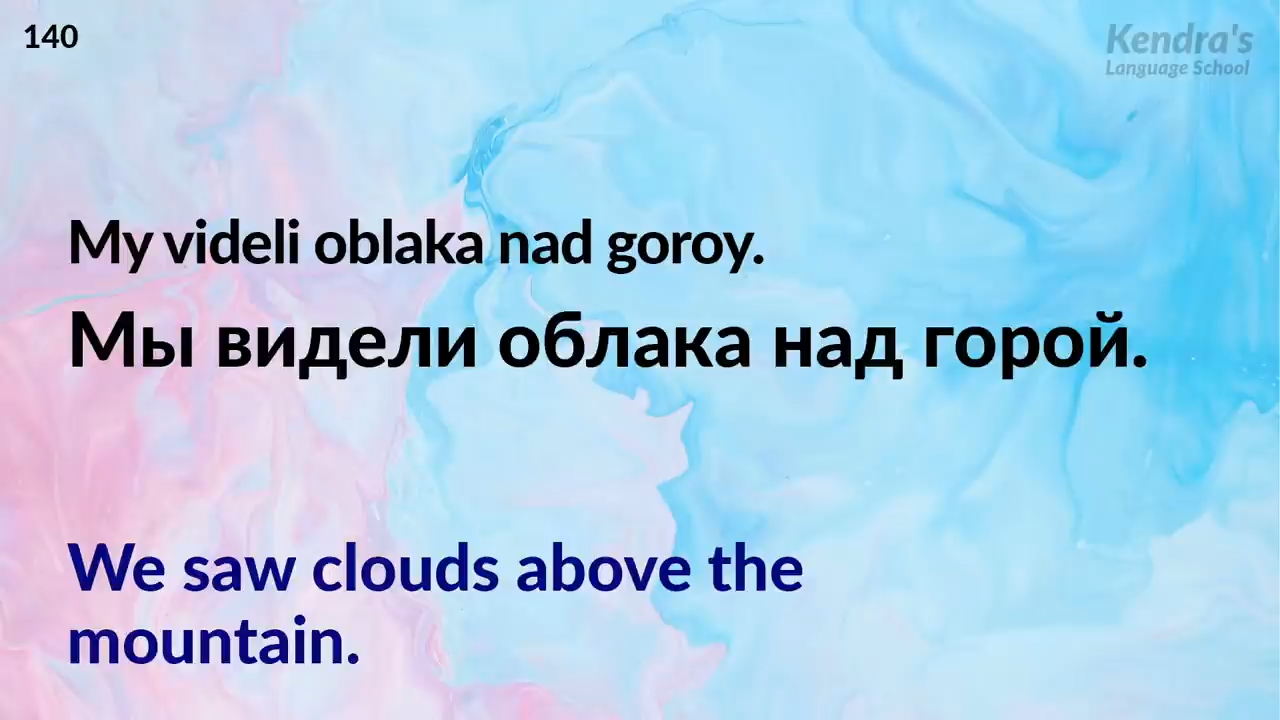 140
Kendra's
Language School
My videli oblaka nad goroy.
Мы видели облака над горой.
We saw clouds above the
mountain.